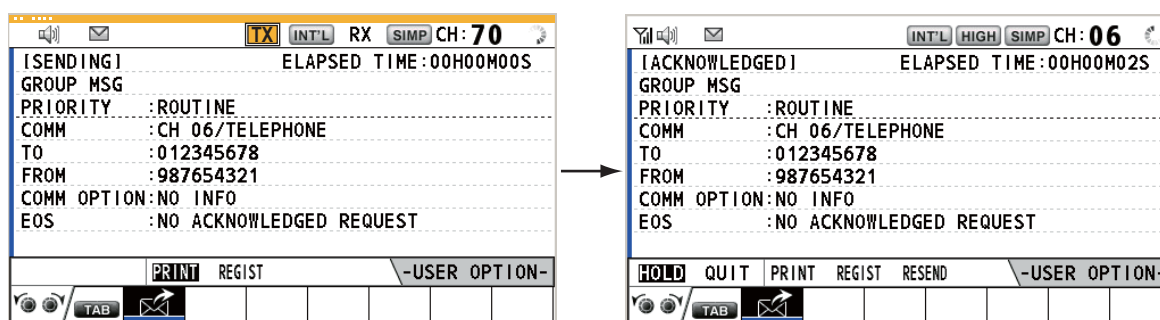 TX INT'L RX SIMP CH:70
[SENDING] ELAPSED TIME:00H00M00S
GROUP MSG
PRIORITY :ROUTINE
COMM :CH 06/TELEPHONE
TO :012345678
FROM :987654321
COMM OPTION:NO INFO
EOS :NO ACKNOWLEDGED REQUEST
PRINT REGIST -USER OPTION-
TAB
INT'L HIGH SIMP CH:06
[ACKNOWLEDGED] ELAPSED TIME:00H00M02S
GROUP MSG
PRIORITY :ROUTINE
COMM :CH 06/TELEPHONE
TO :012345678
FROM :987654321
COMM OPTION:NO INFO
EOS :NO ACKNOWLEDGED REQUEST
HOLD QUIT PRINT REGIST RESEND -USER OPTION-
TAB